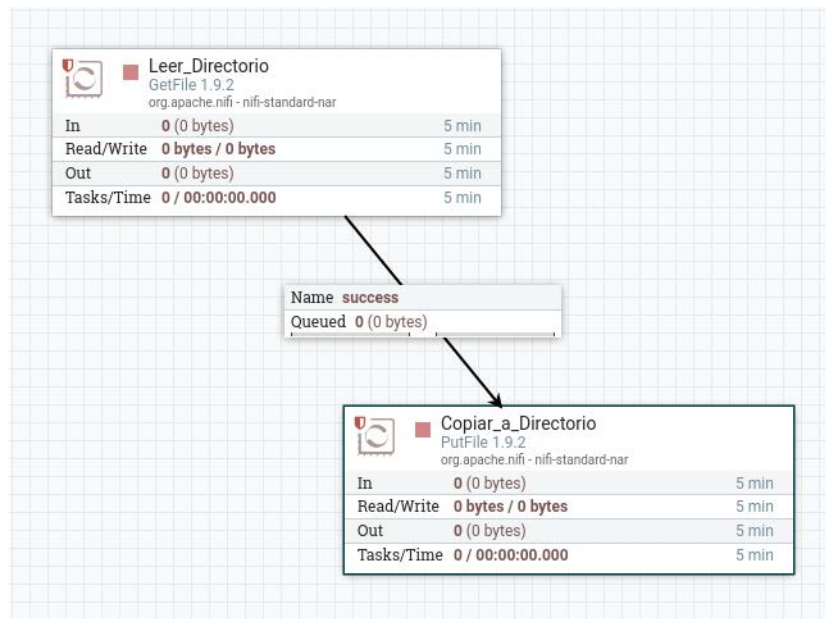 Leer_Directorio
GetFile 1.9.2
org.apache.nifi - nifi-standard-nar
In 0 (0 bytes) 5 min
Read/Write 0 bytes / 0 bytes 5 min
Out 0 (0 bytes) 5 min
Tasks/Time 0 / 00:00:00.000 5 min
Name success
Queued 0 (0 bytes)
Copiar_a_Directorio
PutFile 1.9.2
org.apache.nifi - nifi-standard-nar
In 0 (0 bytes) 5 min
Read/Write 0 bytes / 0 bytes 5 min
Out 0 (0 bytes) 5 min
Tasks/Time 0 / 00:00:00.000 5 min